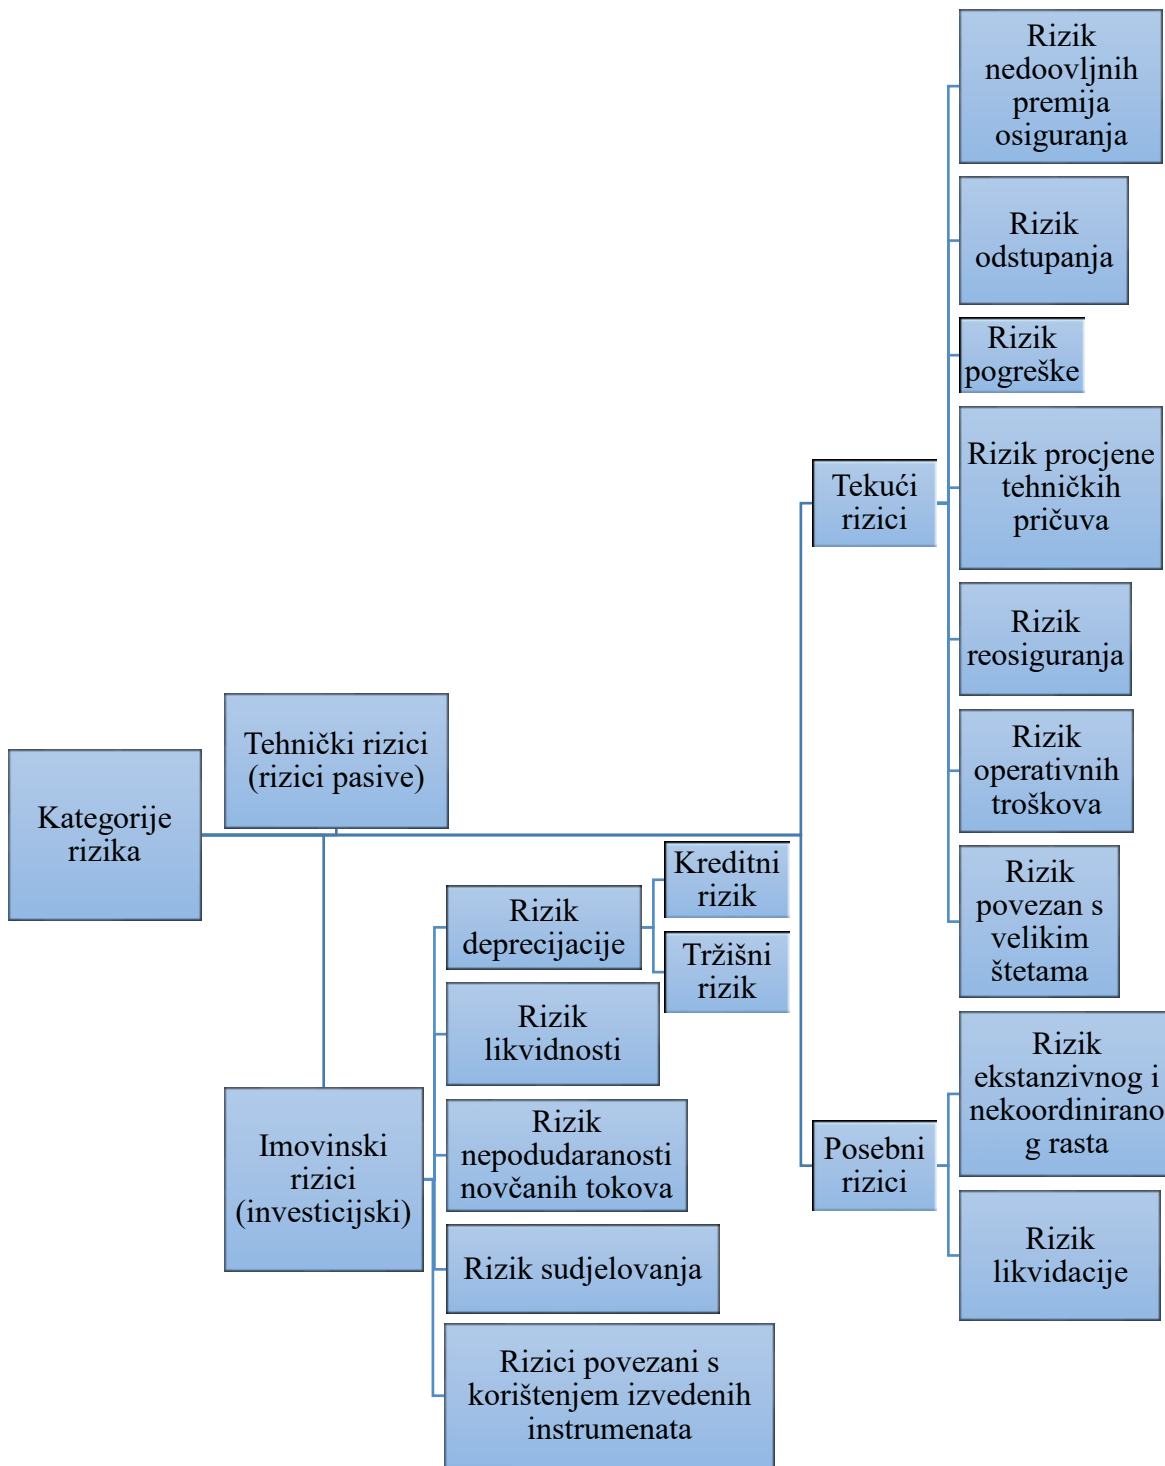 Kategorije
rizika
Tehnički rizici
(rizici pasive)
Tekući
rizici
Rizik
nedoovljnih
premija
osiguranja
Rizik
odstupanja
Rizik
pogreške
Rizik procjene
tehničkih
pričuva
Rizik
reosiguranja
Rizik
operativnih
troškova
Rizik
povezan s
velikim
štetama
Posebni
rizici
Rizik
ekstanzivnog i
nekoordinirano
g rasta
Rizik
likvidacije
Imovinski
rizici
(investicijski)
Rizik
deprecijacije
Kreditni
rizik
Tržišni
rizik
Rizik
likvidnosti
Rizik
nepodudaranosti
novčanih tokova
Rizik sudjelovanja
Rizici povezani s
korištenjem izvedenih
instrumenata